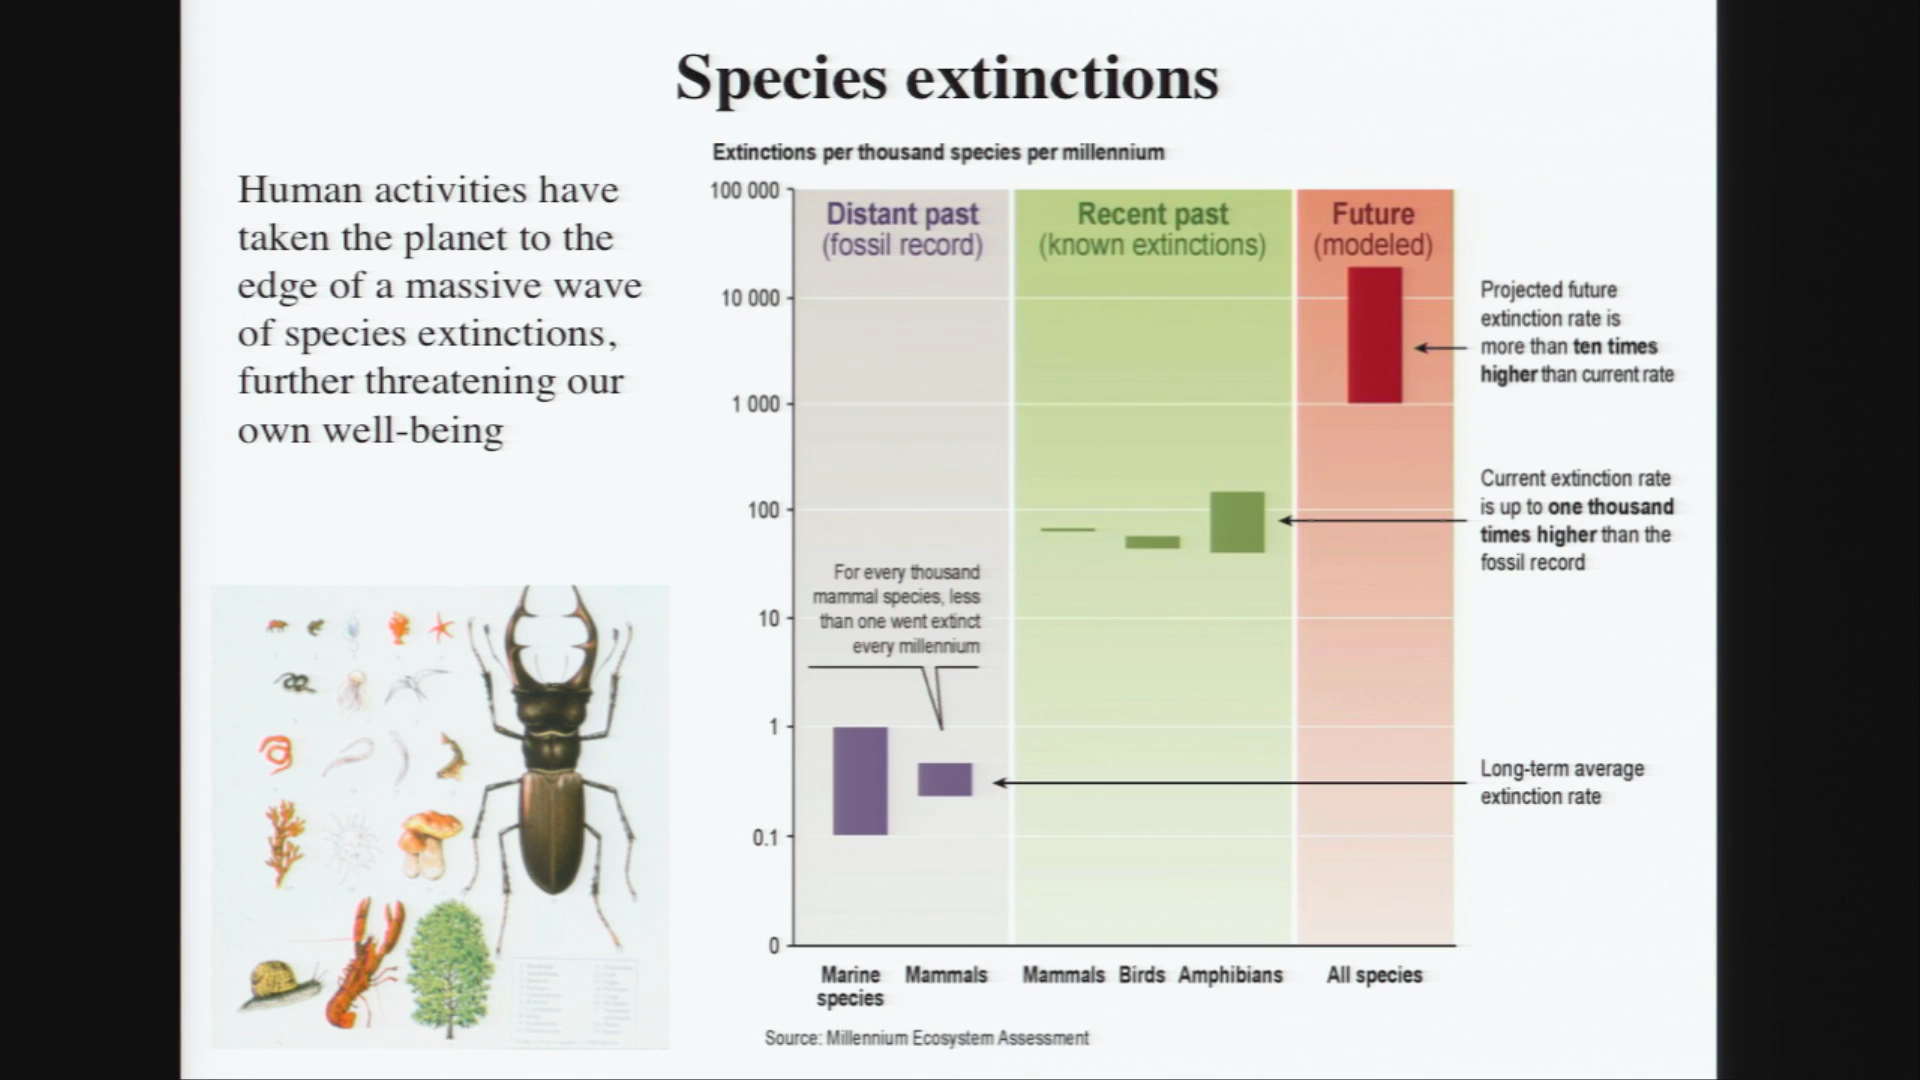 Species extinctions
Human activities have
taken the planet to the
edge of a massive wave
of species extinctions,
further threatening our
own well-being
Extinctions per thousand species per millennium
100 000
10 000
1 000
100
10
1
0.1
0
Distant past
(fossil record)
Recent past
(known extinctions)
Future
(modeled)
For every thousand
mammal species, less
than one went extinct
every millennium
Projected future
extinction rate is
more than ten times
higher than current rate
Current extinction rate
is up to one thousand
times higher than the
fossil record
Long-term average
extinction rate
Marine
species
Mammals
Mammals
Birds
Amphibians
All species
Source: Millennium Ecosystem Assessment